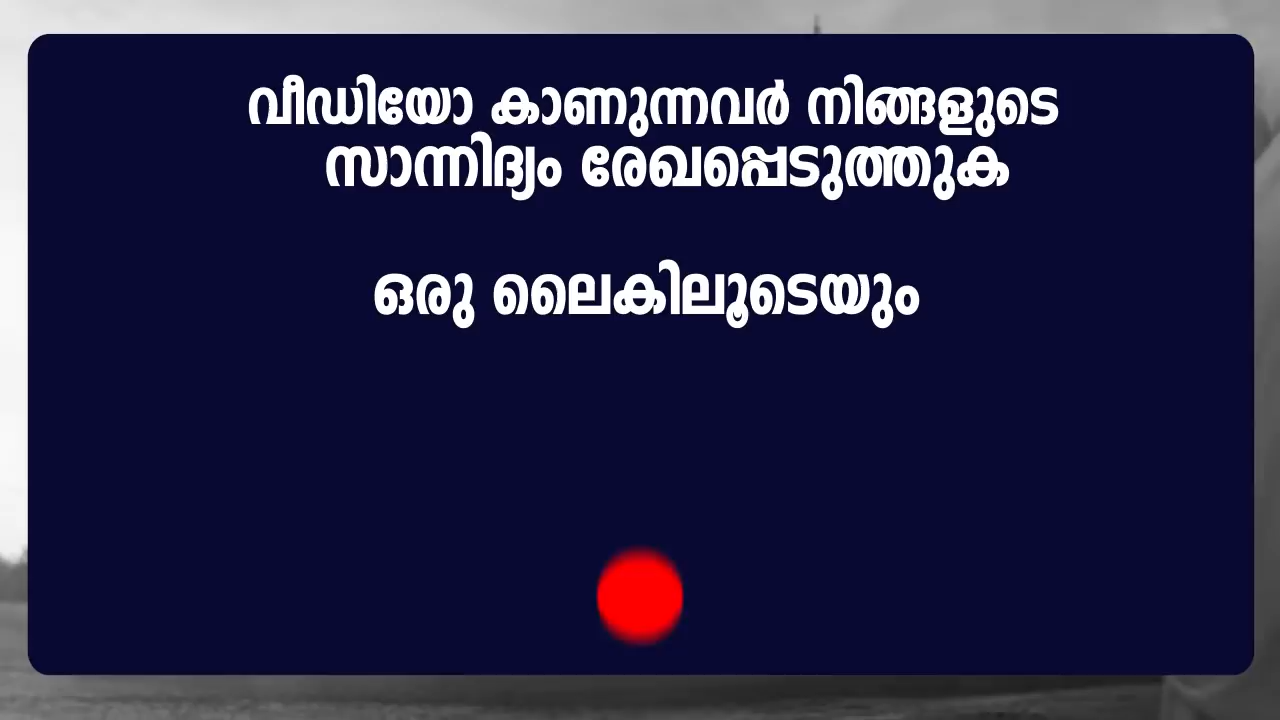 വീഡിയോ കാണുന്നവർ നിങ്ങളുടെ
സാന്നിദ്യം രേഖപ്പെടുത്തുക
ഒരു ലൈകിലൂടെയും